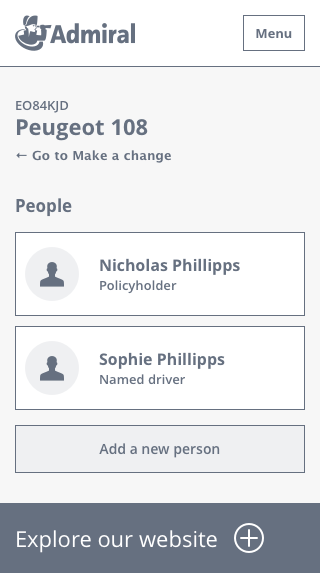 Admiral
Menu
EO84KJD
Peugeot 108
← Go to Make a change
People
Nicholas Phillipps
Policyholder
Sophie Phillipps
Named driver
Add a new person
Explore our website